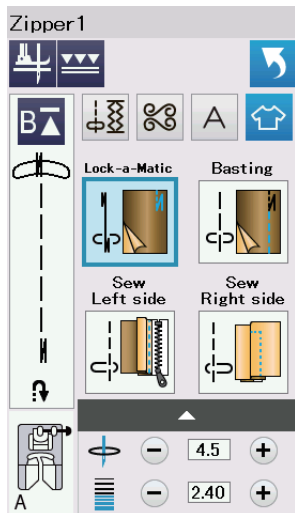 Zipper1
B
A
Lock-a-Matic
Basting
Sew
Left side
Sew
Right side
A
4.5
2.40